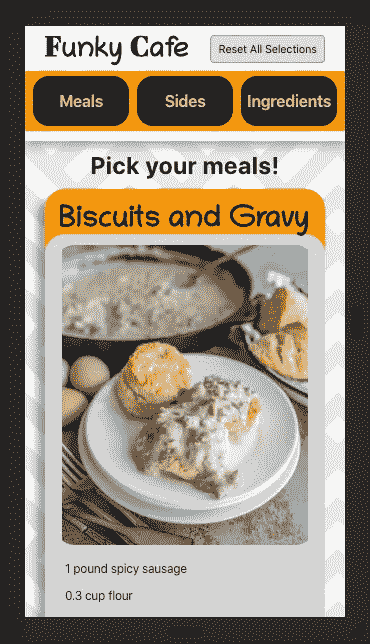 Funky Cafe
Reset All Selections
Meals
Sides
Ingredients
Pick your meals!
Biscuits and Gravy
1 pound spicy sausage
0.3 cup flour